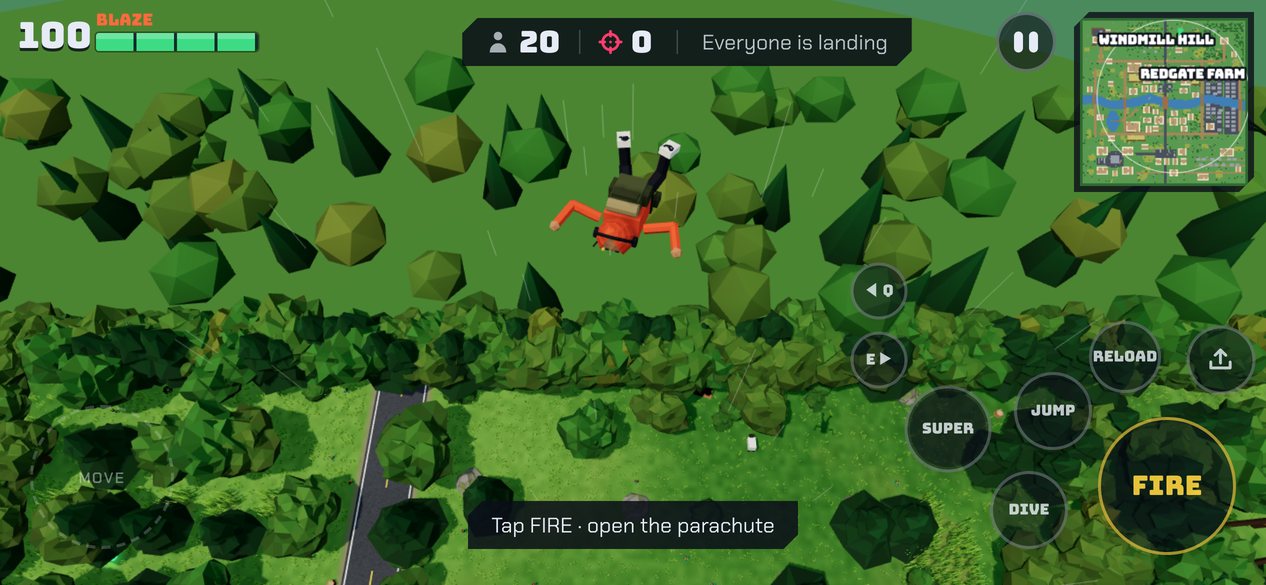 100
BLAZE
20
0
Everyone is landing
WINDMILL HILL
REDGATE FARM
Q
E
RELOAD
JUMP
SUPER
MOVE
FIRE
DIVE
Tap FIRE · open the parachute